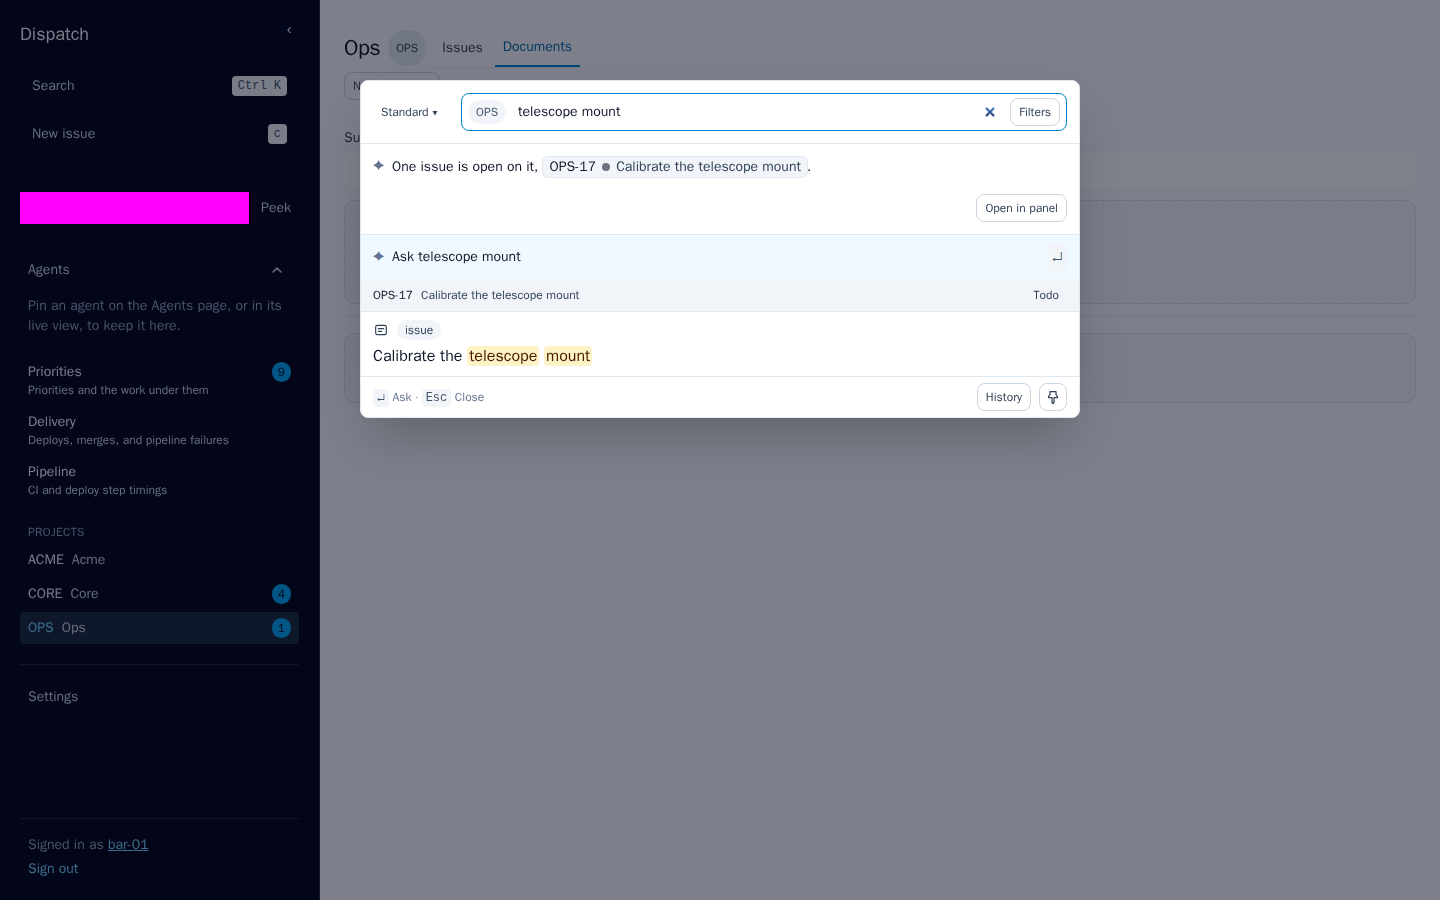 Dispatch
Search Ctrl K
New issue C
Peek
Agents
Pin an agent on the Agents page, or in its
live view, to keep it here.
Priorities 9
Priorities and the work under them
Delivery
Deploys, merges, and pipeline failures
Pipeline
CI and deploy step timings
PROJECTS
ACME Acme
CORE Core 4
OPS Ops 1
Settings
Signed in as bar-01
Sign out
Ops OPS Issues Documents
Standard ▾ OPS telescope mount Filters
One issue is open on it, OPS-17 Calibrate the telescope mount.
Open in panel
Ask telescope mount
OPS-17 Calibrate the telescope mount Todo
issue
Calibrate the telescope mount
↵ Ask · Esc Close History